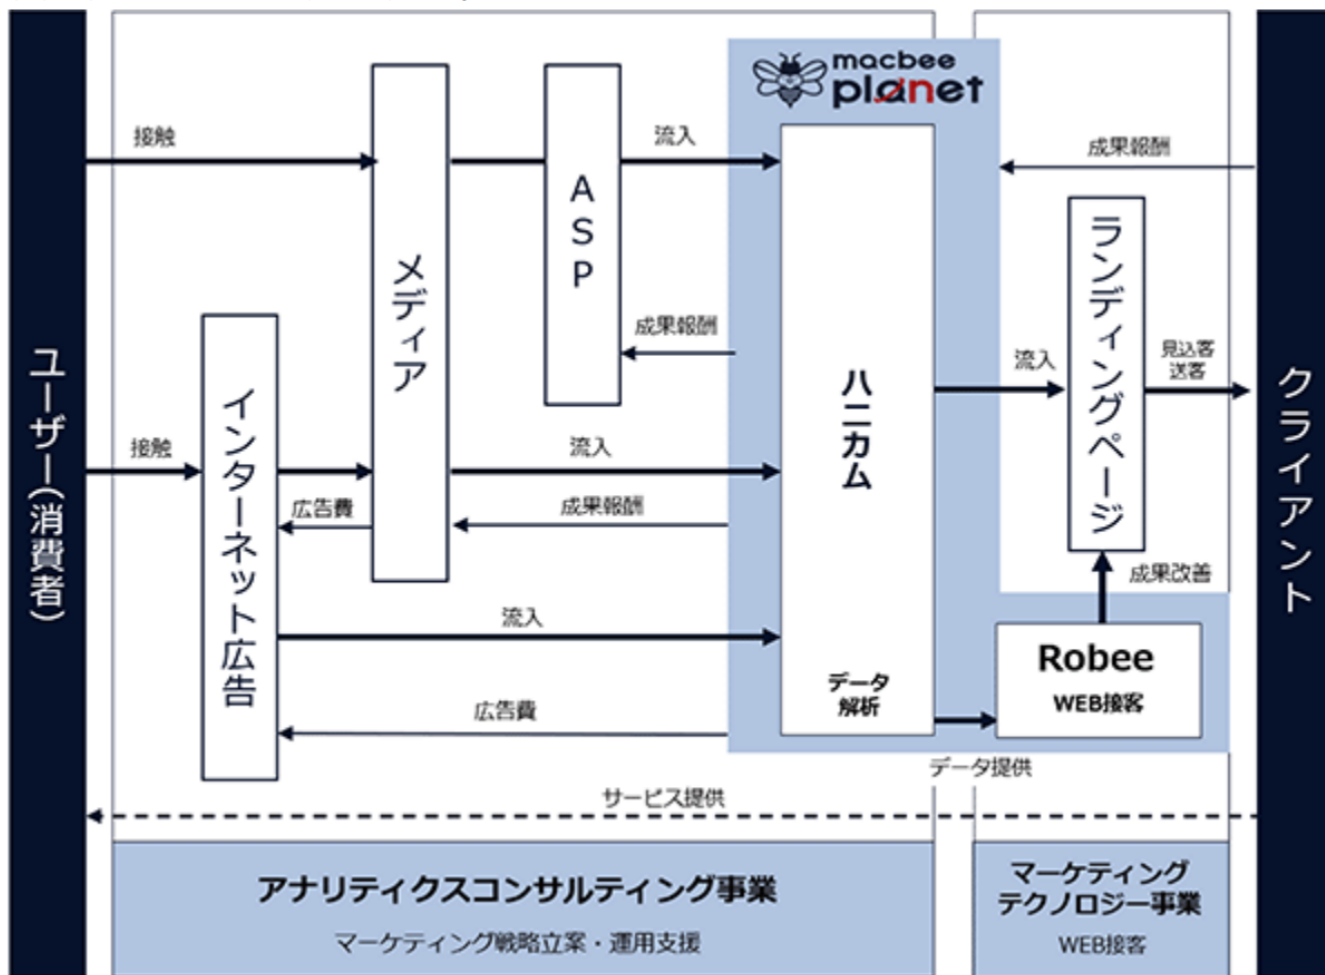 macbee
planet
接触
流入
成果報酬
メディア
ASP
ランディングページ
成果報酬
ユーザー(消費者)
インターネット広告
ハニカム
流入
見込客
送客
クライアント
接触
流入
広告費
成果報酬
成果改善
流入
Robee
WEB接客
データ
解析
広告費
データ提供
サービス提供
アナリティクスコンサルティング事業
マーケティング戦略立案・運用支援
マーケティング
テクノロジー事業
WEB接客